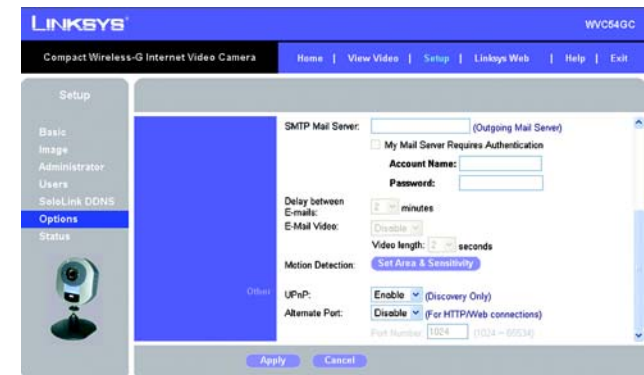 LINKSYS®
WVC54GC
Compact Wireless-G Internet Video Camera
Home | View Video | Setup | Linksys Web | Help | Exit
Setup
Basic
Image
Administrator
Users
SoloLink DDNS
Options
Status
SMTP Mail Server: (Outgoing Mail Server)
My Mail Server Requires Authentication
Account Name:
Password:
Delay between E-mails: 2 minutes
E-Mail Video: Disable
Video length: 2 seconds
Motion Detection: Set Area & Sensitivity
Other
UPnP: Enable (Discovery Only)
Alternate Port: Disable (For HTTP/Web connections)
Port Number 1024 (1024 ~ 65534)
Apply Cancel